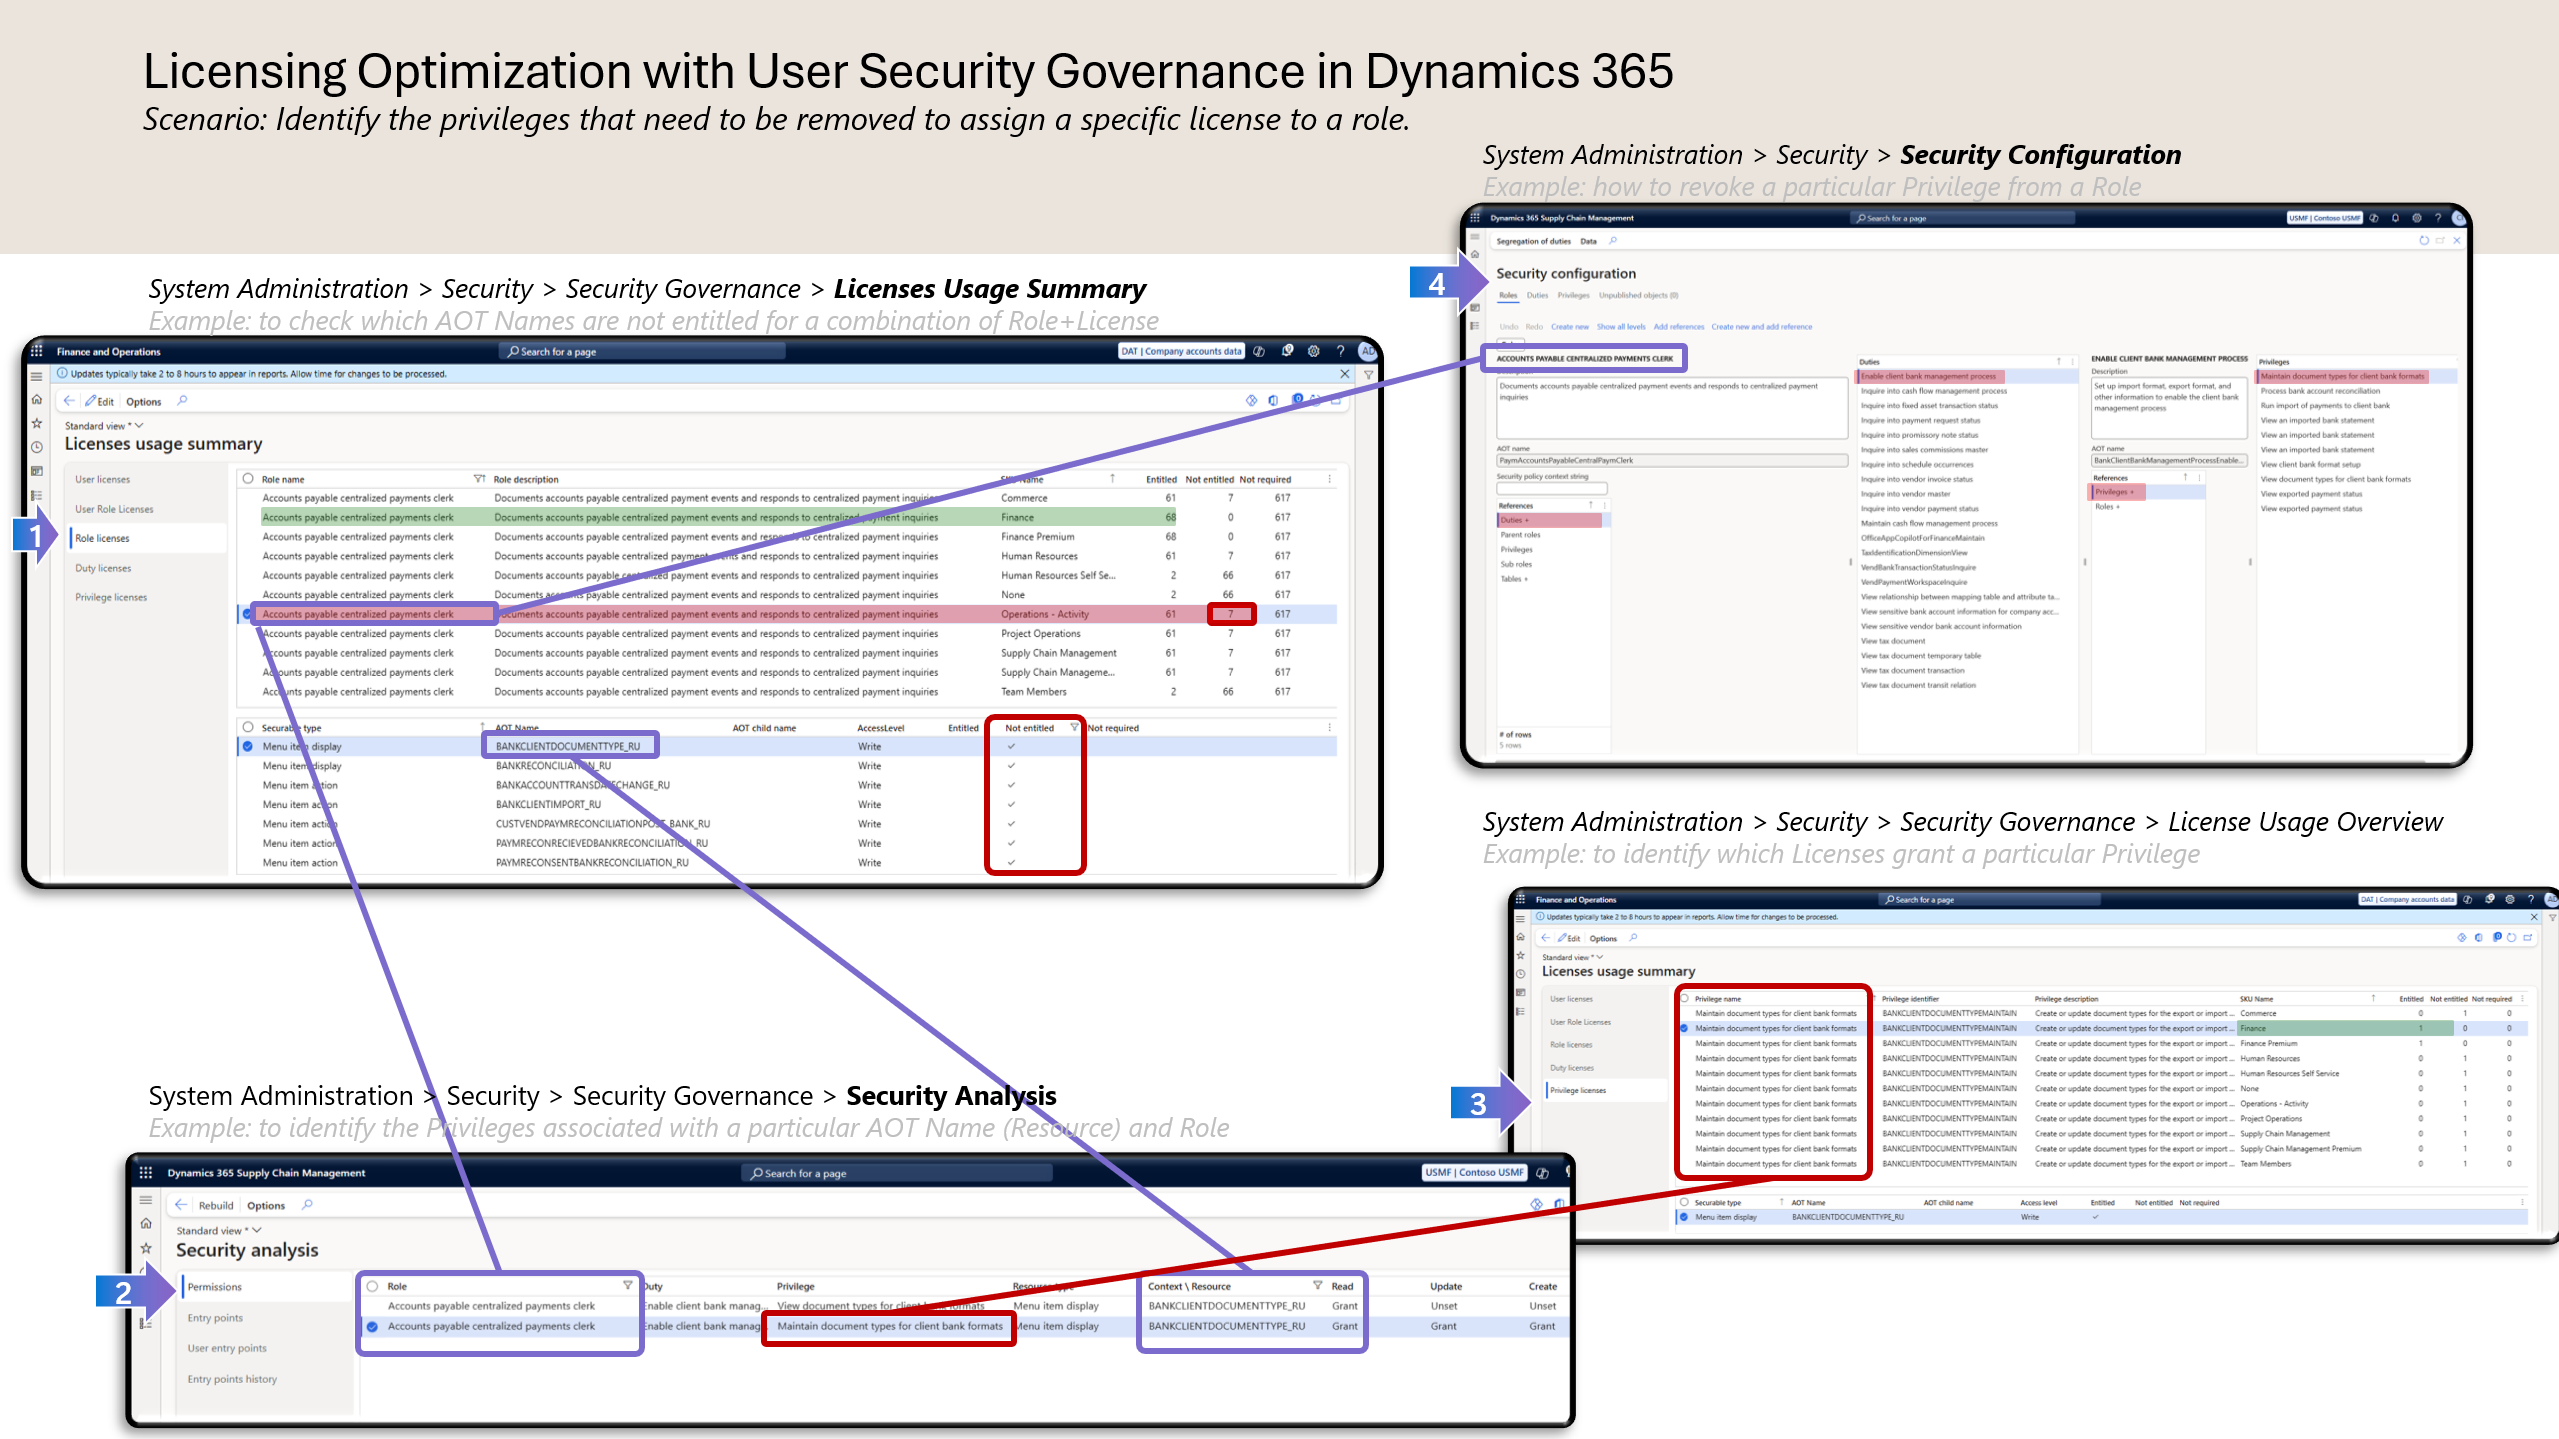 Licensing Optimization with User Security Governance in Dynamics 365
Scenario: Identify the privileges that need to be removed to assign a specific license to a role.
System Administration > Security > Security Governance > Licenses Usage Summary
Example: to check which AOT Names are not entitled for a combination of Role+License
1
Finance and Operations
Search for a page
DAT | Company accounts data
AD
Updates typically take 2 to 8 hours to appear in reports. Allow time for changes to be processed.
Edit Options
Standard view *
Licenses usage summary
User licenses
User Role Licenses
Role licenses
Duty licenses
Privilege licenses
Role name Role description SKU Name Entitled Not entitled Not required
Accounts payable centralized payments clerk Documents accounts payable centralized payment events and responds to centralized payment inquiries Commerce 61 7 617
Accounts payable centralized payments clerk Documents accounts payable centralized payment events and responds to centralized payment inquiries Finance 68 0 617
Accounts payable centralized payments clerk Documents accounts payable centralized payment events and responds to centralized payment inquiries Finance Premium 68 0 617
Accounts payable centralized payments clerk Documents accounts payable centralized payment events and responds to centralized payment inquiries Human Resources 61 7 617
Accounts payable centralized payments clerk Documents accounts payable centralized payment events and responds to centralized payment inquiries Human Resources Self Se... 2 66 617
Accounts payable centralized payments clerk Documents accounts payable centralized payment events and responds to centralized payment inquiries None 2 66 617
Accounts payable centralized payments clerk Documents accounts payable centralized payment events and responds to centralized payment inquiries Operations - Activity 61 7 617
Accounts payable centralized payments clerk Documents accounts payable centralized payment events and responds to centralized payment inquiries Project Operations 61 7 617
Accounts payable centralized payments clerk Documents accounts payable centralized payment events and responds to centralized payment inquiries Supply Chain Management 61 7 617
Accounts payable centralized payments clerk Documents accounts payable centralized payment events and responds to centralized payment inquiries Supply Chain Manageme... 61 7 617
Accounts payable centralized payments clerk Documents accounts payable centralized payment events and responds to centralized payment inquiries Team Members 2 66 617
Securable type AOT Name AOT child name AccessLevel Entitled Not entitled Not required
Menu item display BANKCLIENTDOCUMENTTYPE_RU Write
Menu item display BANKRECONCILIATION_RU Write
Menu item action BANKACCOUNTTRANSDATECHANGE_RU Write
Menu item action BANKCLIENTIMPORT_RU Write
Menu item action CUSTVENDPAYMRECONCILIATIONPOST_BANK_RU Write
Menu item action PAYMRECONRECIEVEDBANKRECONCILIATION_RU Write
Menu item action PAYMRECONSENTBANKRECONCILIATION_RU Write
System Administration > Security > Security Governance > Security Analysis
Example: to identify the Privileges associated with a particular AOT Name (Resource) and Role
2
Dynamics 365 Supply Chain Management
Search for a page
USMF | Contoso USMF
Rebuild Options
Standard view *
Security analysis
Permissions
Entry points
User entry points
Entry points history
Role Duty Privilege Resource type Context \ Resource Read Update Create
Accounts payable centralized payments clerk Enable client bank manag... View document types for client bank formats Menu item display BANKCLIENTDOCUMENTTYPE_RU Grant Unset Unset
Accounts payable centralized payments clerk Enable client bank manag... Maintain document types for client bank formats Menu item display BANKCLIENTDOCUMENTTYPE_RU Grant Grant Grant
System Administration > Security > Security Configuration
Example: how to revoke a particular Privilege from a Role
4
Dynamics 365 Supply Chain Management
Search for a page
USMF | Contoso USMF
Segregation of duties Data
Security configuration
Roles Duties Privileges Unpublished objects (0)
Undo Redo Create new Show all levels Add references Create new and add reference
ACCOUNTS PAYABLE CENTRALIZED PAYMENTS CLERK
Documents accounts payable centralized payment events and responds to centralized payment
inquiries
AOT name
PaymAccountsPayableCentralPaymClerk
Security policy context string
References
Duties +
Parent roles
Privileges
Sub roles
Tables +
# of rows
5 rows
Duties
Enable client bank management process
Inquire into cash flow management process
Inquire into fixed asset transaction status
Inquire into payment request status
Inquire into promissory note status
Inquire into sales commissions master
Inquire into schedule occurrences
Inquire into vendor invoice status
Inquire into vendor master
Inquire into vendor payment status
Maintain cash flow management process
OfficeAppCopilotForFinanceMaintain
TaxIdentificationDimensionView
VendBankTransactionStatusInquire
VendPaymentWorkspaceInquire
View relationship between mapping table and attribute ta...
View sensitive bank account information for company acc...
View sensitive vendor bank account information
View tax document
View tax document temporary table
View tax document transaction
View tax document transit relation
ENABLE CLIENT BANK MANAGEMENT PROCESS
Description
Set up import format, export format, and
other information to enable the client bank
management process
AOT name
BankClientBankManagementProcessEnable...
References
Privileges +
Roles +
Privileges
Maintain document types for client bank formats
Process bank account reconciliation
Run import of payments to client bank
View an imported bank statement
View an imported bank statement
View an imported bank statement
View client bank format setup
View document types for client bank formats
View exported payment status
View exported payment status
System Administration > Security > Security Governance > License Usage Overview
Example: to identify which Licenses grant a particular Privilege
3
Finance and Operations
Search for a page
DAT | Company accounts data
Updates typically take 2 to 8 hours to appear in reports. Allow time for changes to be processed.
Edit Options
Standard view *
Licenses usage summary
User licenses
User Role Licenses
Role licenses
Duty licenses
Privilege licenses
Privilege name Privilege identifier Privilege description SKU Name Entitled Not entitled Not required
Maintain document types for client bank formats BANKCLIENTDOCUMENTTYPEMAINTAIN Create or update document types for the export or import ... Commerce 0 1 0
Maintain document types for client bank formats BANKCLIENTDOCUMENTTYPEMAINTAIN Create or update document types for the export or import ... Finance 1 0 0
Maintain document types for client bank formats BANKCLIENTDOCUMENTTYPEMAINTAIN Create or update document types for the export or import ... Finance Premium 1 0 0
Maintain document types for client bank formats BANKCLIENTDOCUMENTTYPEMAINTAIN Create or update document types for the export or import ... Human Resources 0 1 0
Maintain document types for client bank formats BANKCLIENTDOCUMENTTYPEMAINTAIN Create or update document types for the export or import ... Human Resources Self Service 0 1 0
Maintain document types for client bank formats BANKCLIENTDOCUMENTTYPEMAINTAIN Create or update document types for the export or import ... None 0 1 0
Maintain document types for client bank formats BANKCLIENTDOCUMENTTYPEMAINTAIN Create or update document types for the export or import ... Operations - Activity 0 1 0
Maintain document types for client bank formats BANKCLIENTDOCUMENTTYPEMAINTAIN Create or update document types for the export or import ... Project Operations 0 1 0
Maintain document types for client bank formats BANKCLIENTDOCUMENTTYPEMAINTAIN Create or update document types for the export or import ... Supply Chain Management 0 1 0
Maintain document types for client bank formats BANKCLIENTDOCUMENTTYPEMAINTAIN Create or update document types for the export or import ... Supply Chain Management Premium 0 1 0
Maintain document types for client bank formats BANKCLIENTDOCUMENTTYPEMAINTAIN Create or update document types for the export or import ... Team Members 0 1 0
Securable type AOT Name AOT child name Access level Entitled Not entitled Not required
Menu item display BANKCLIENTDOCUMENTTYPE_RU Write